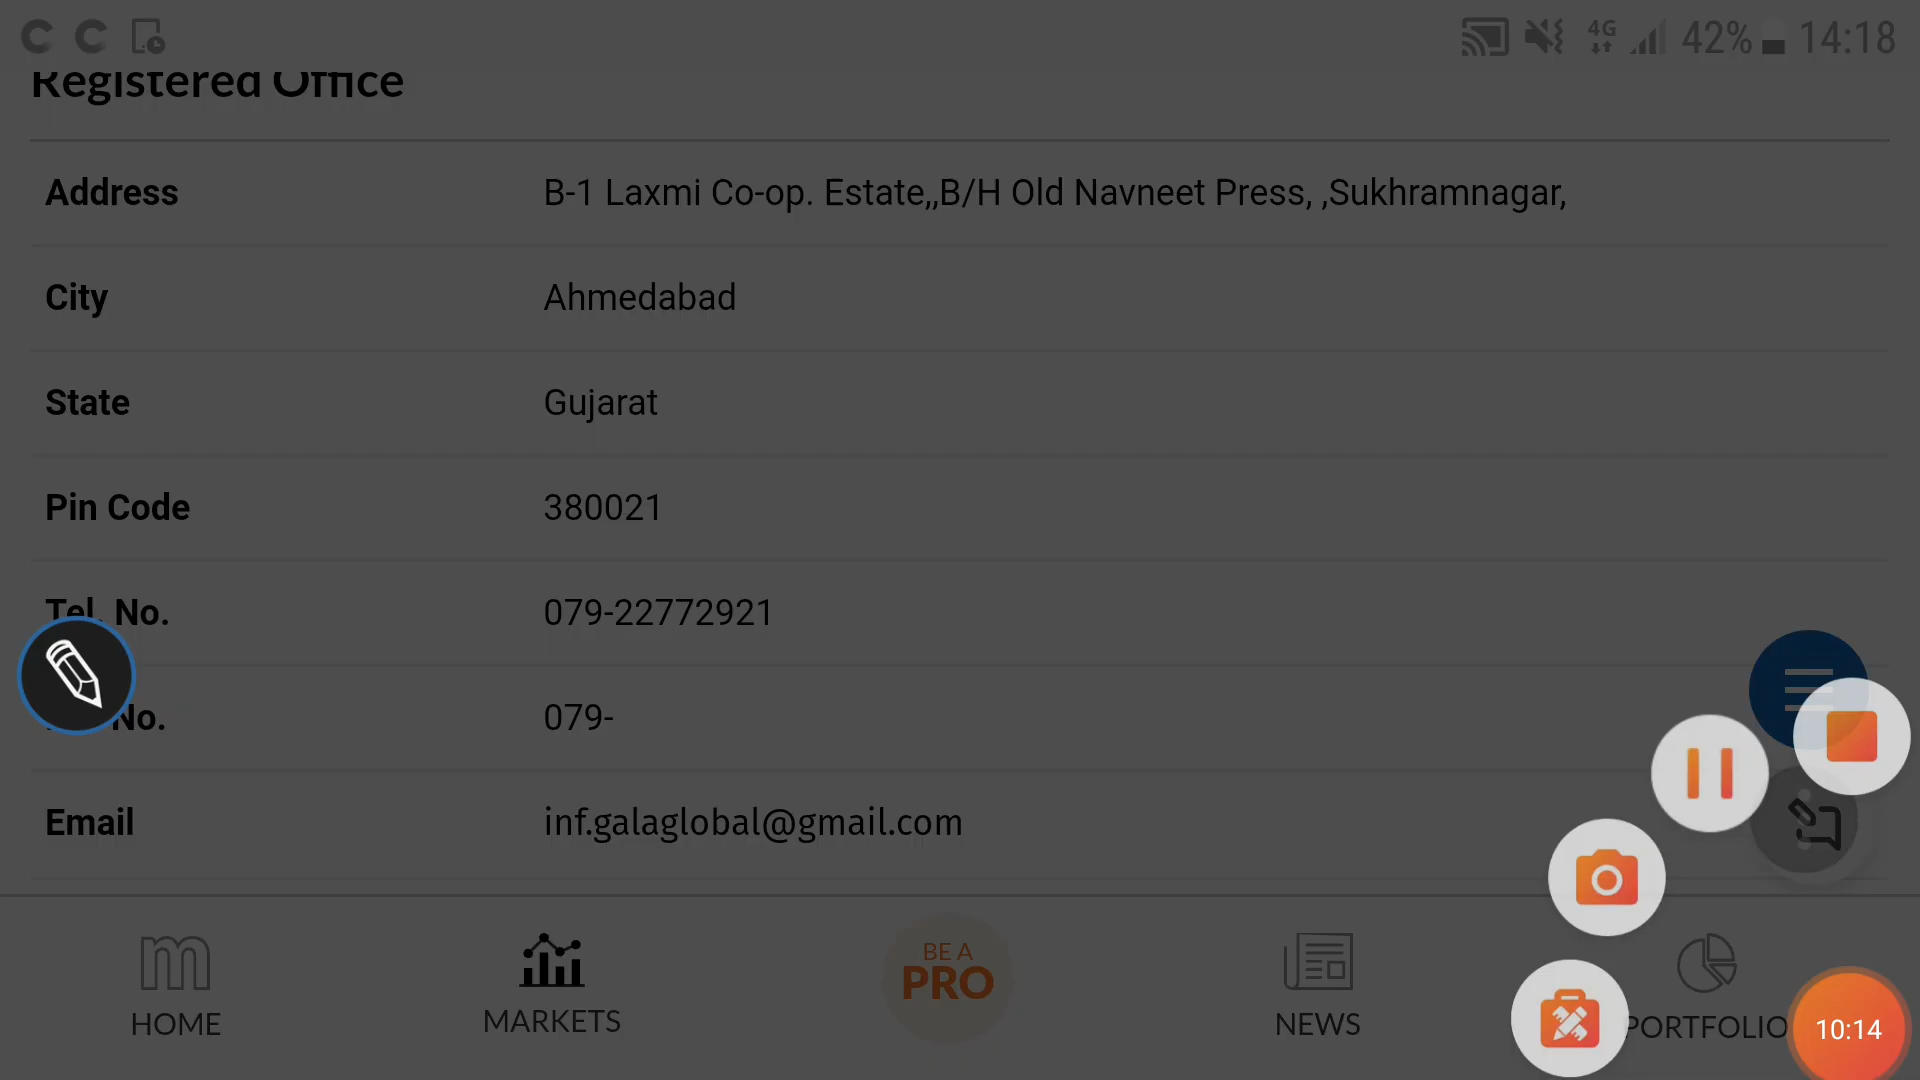 4G 42% 14:18
Registered Office
Address B-1 Laxmi Co-op. Estate,,B/H Old Navneet Press, ,Sukhramnagar,
City Ahmedabad
State Gujarat
Pin Code 380021
Tel. No. 079-22772921
No. 079-
Email inf.galaglobal@gmail.com
HOME MARKETS BE A PRO NEWS PORTFOLIO 10:14